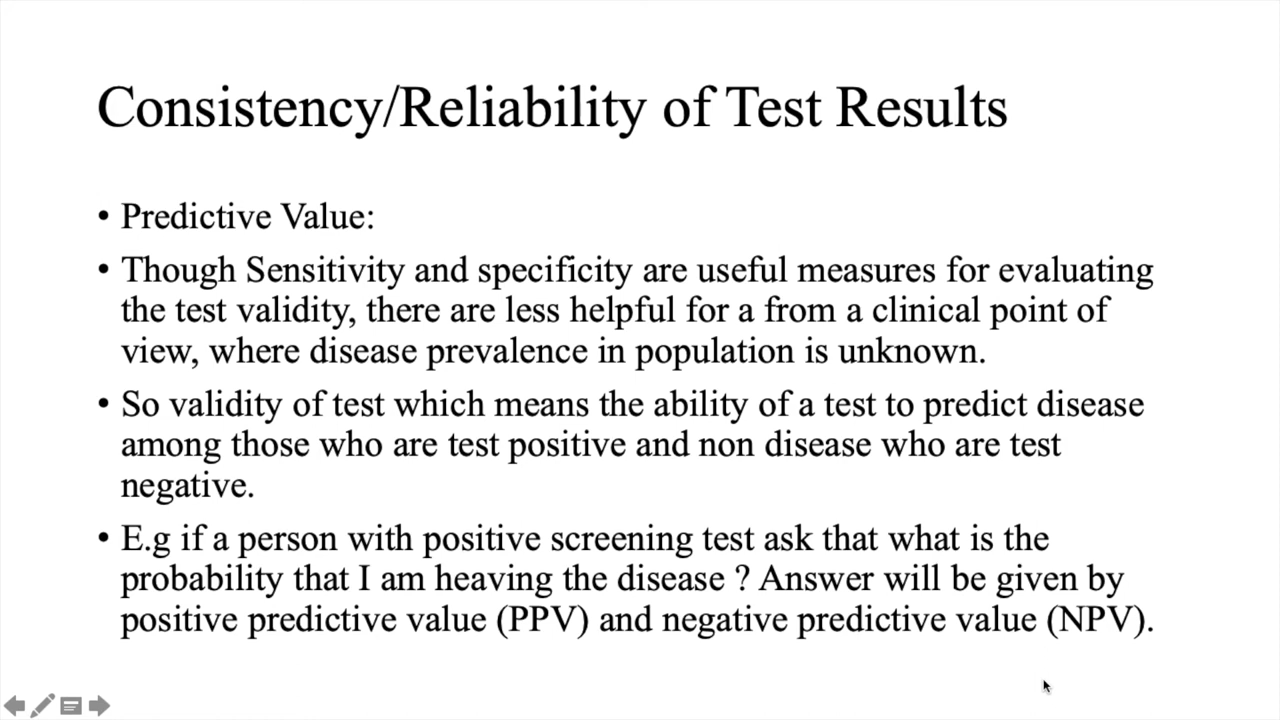 Consistency/Reliability of Test Results
• Predictive Value:
• Though Sensitivity and specificity are useful measures for evaluating
the test validity, there are less helpful for a from a clinical point of
view, where disease prevalence in population is unknown.
• So validity of test which means the ability of a test to predict disease
among those who are test positive and non disease who are test
negative.
• E.g if a person with positive screening test ask that what is the
probability that I am heaving the disease ? Answer will be given by
positive predictive value (PPV) and negative predictive value (NPV).